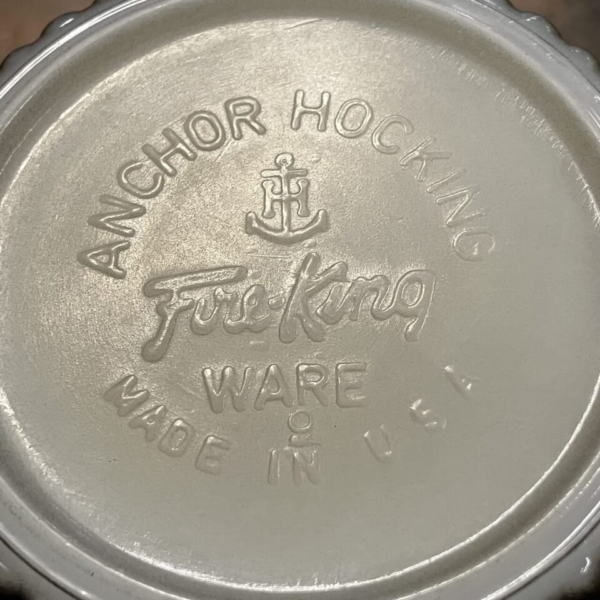 ANCHOR HOCKING
H
Fire-King
WARE
MADE IN U S A